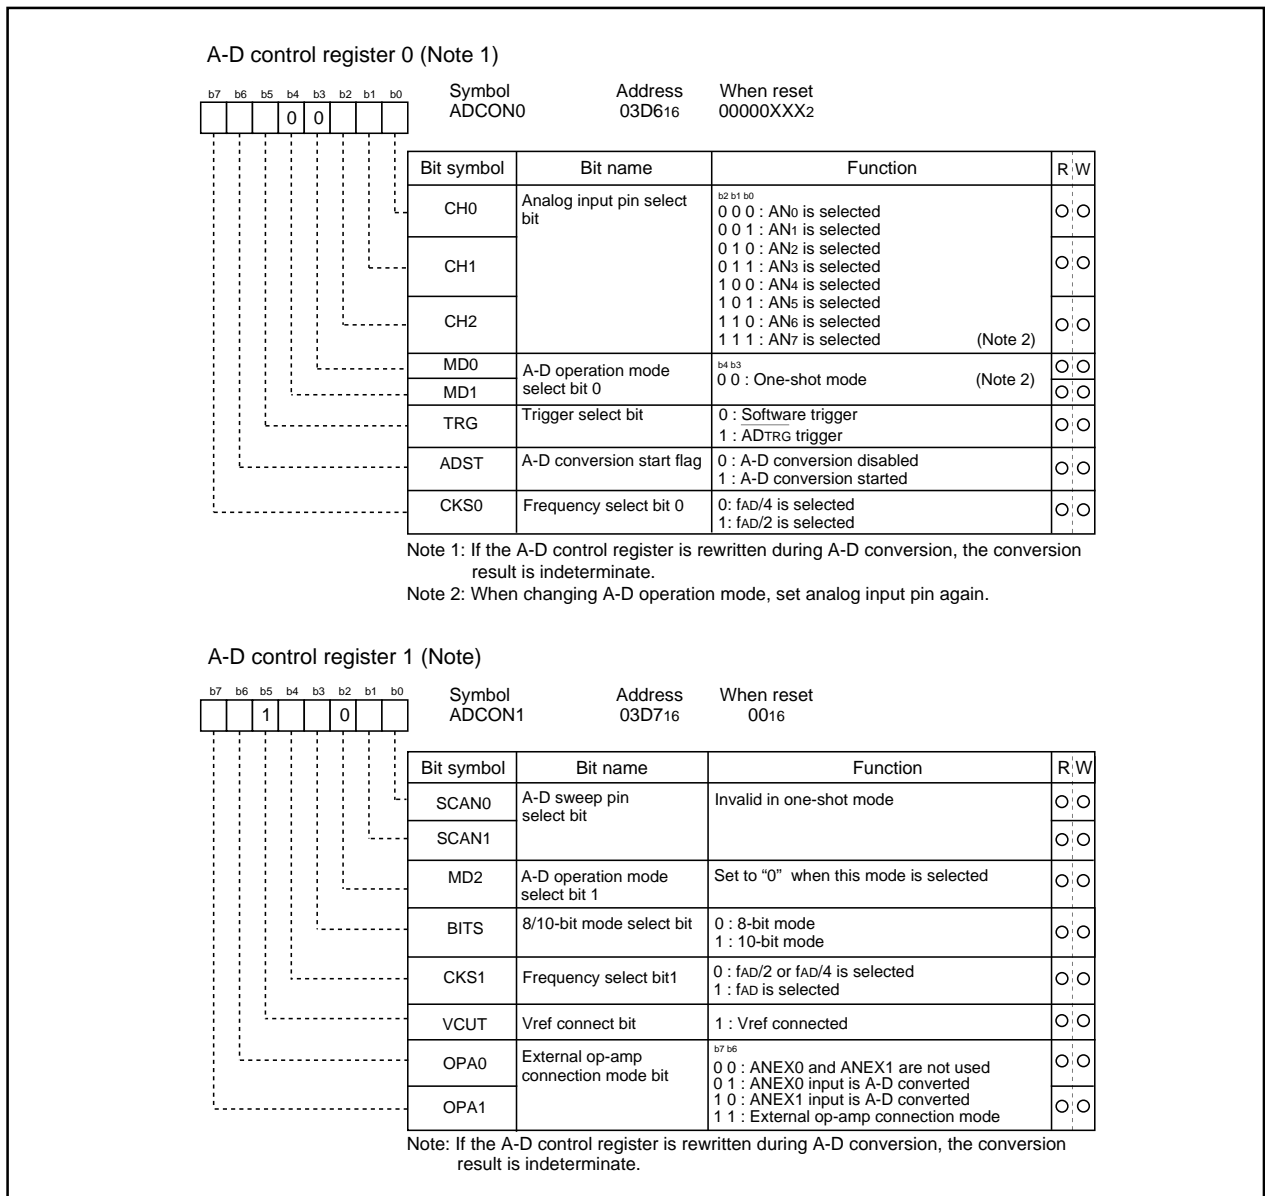 A-D control register 0 (Note 1)
b7 b6 b5 b4 b3 b2 b1 b0
0 0
Symbol Address When reset
ADCON0 03D616 00000XXX2
Bit symbol Bit name Function R W
CH0 Analog input pin select bit
b2 b1 b0
0 0 0 : AN0 is selected
0 0 1 : AN1 is selected
0 1 0 : AN2 is selected
CH1 0 1 1 : AN3 is selected
1 0 0 : AN4 is selected
1 0 1 : AN5 is selected
CH2 1 1 0 : AN6 is selected
1 1 1 : AN7 is selected (Note 2)
MD0 A-D operation mode select bit 0
b4 b3
0 0 : One-shot mode (Note 2)
MD1
TRG Trigger select bit 0 : Software trigger
1 : ADTRG trigger
ADST A-D conversion start flag 0 : A-D conversion disabled
1 : A-D conversion started
CKS0 Frequency select bit 0 0: fAD/4 is selected
1: fAD/2 is selected
Note 1: If the A-D control register is rewritten during A-D conversion, the conversion
result is indeterminate.
Note 2: When changing A-D operation mode, set analog input pin again.
A-D control register 1 (Note)
b7 b6 b5 b4 b3 b2 b1 b0
1 0
Symbol Address When reset
ADCON1 03D716 0016
Bit symbol Bit name Function R W
SCAN0 A-D sweep pin select bit Invalid in one-shot mode
SCAN1
MD2 A-D operation mode select bit 1 Set to “0” when this mode is selected
BITS 8/10-bit mode select bit 0 : 8-bit mode
1 : 10-bit mode
CKS1 Frequency select bit1 0 : fAD/2 or fAD/4 is selected
1 : fAD is selected
VCUT Vref connect bit 1 : Vref connected
OPA0 External op-amp connection mode bit
b7 b6
0 0 : ANEX0 and ANEX1 are not used
0 1 : ANEX0 input is A-D converted
1 0 : ANEX1 input is A-D converted
OPA1 1 1 : External op-amp connection mode
Note: If the A-D control register is rewritten during A-D conversion, the conversion
result is indeterminate.